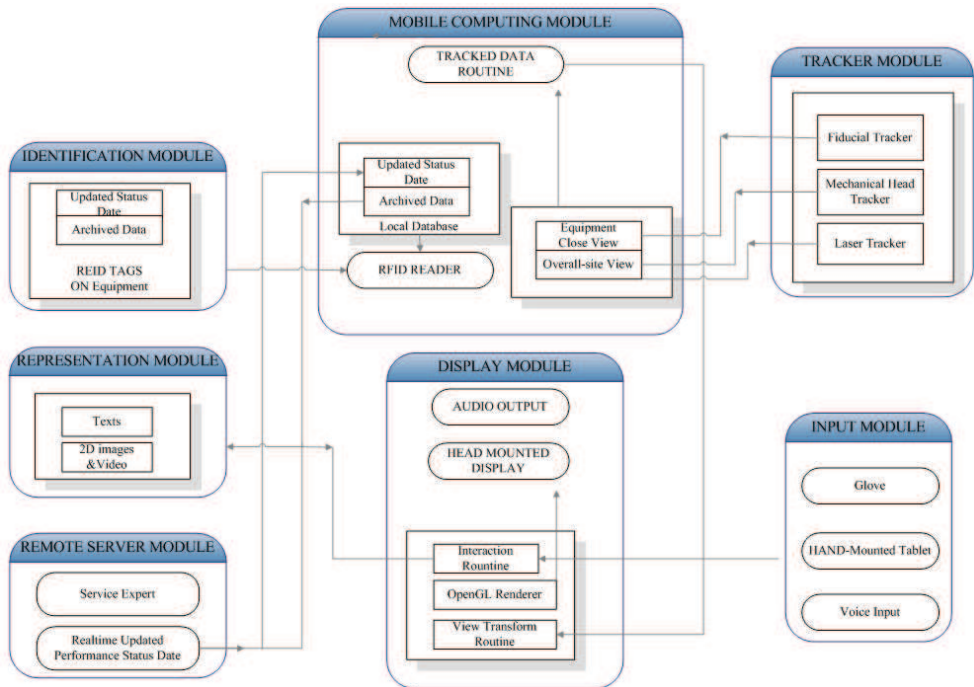 MOBILE COMPUTING MODULE
TRACKED DATA
ROUTINE
Updated Status
Date
Archived Data
Local Database
RFID READER
Equipment
Close View
Overall-site View
TRACKER MODULE
Fiducial Tracker
Mechanical Head
Tracker
Laser Tracker
IDENTIFICATION MODULE
Updated Status
Date
Archived Data
REID TAGS
ON Equipment
REPRESENTATION MODULE
Texts
2D images
&Video
DISPLAY MODULE
AUDIO OUTPUT
HEAD MOUNTED
DISPLAY
Interaction
Rountine
OpenGL Renderer
View Transform
Routine
INPUT MODULE
Glove
HAND-Mounted Tablet
Voice Input
REMOTE SERVER MODULE
Service Expert
Realtime Updated
Performance Status Date